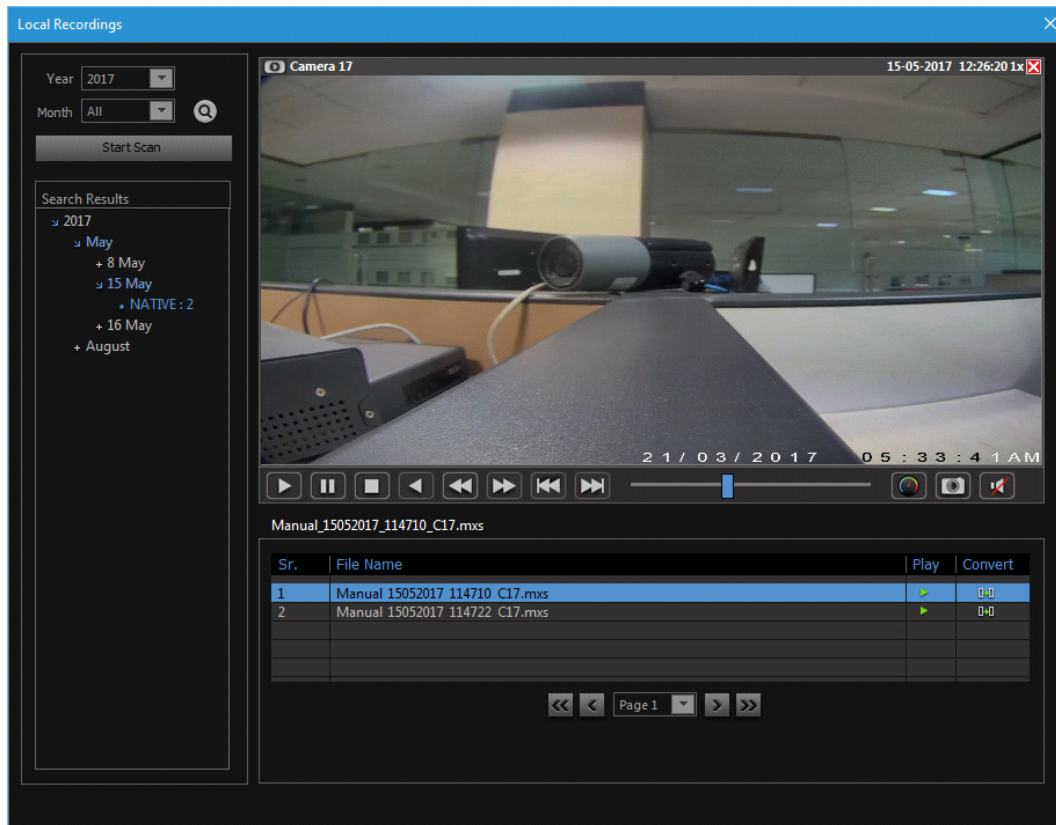 Local Recordings
Year 2017
Month All
Start Scan
Search Results
2017
May
+ 8 May
15 May
• NATIVE : 2
+ 16 May
+ August
Camera 17 15-05-2017 12:26:20 1x
21/03/2017 05:33:41AM
Manual_15052017_114710_C17.mxs
Sr. File Name Play Convert
1 Manual 15052017 114710 C17.mxs
2 Manual 15052017 114722 C17.mxs
Page 1